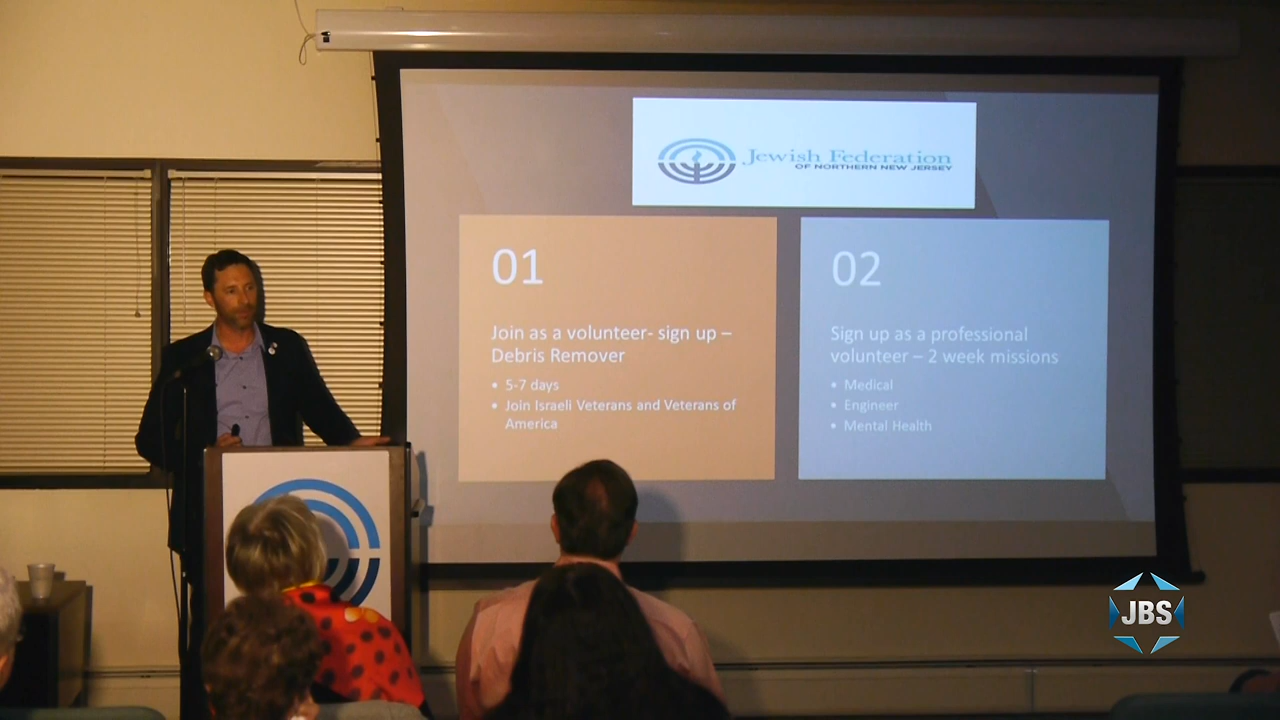 Jewish Federation
OF NORTHERN NEW JERSEY
01
Join as a volunteer- sign up –
Debris Remover
• 5-7 days
• Join Israeli Veterans and Veterans of
America
02
Sign up as a professional
volunteer – 2 week missions
• Medical
• Engineer
• Mental Health
JBS